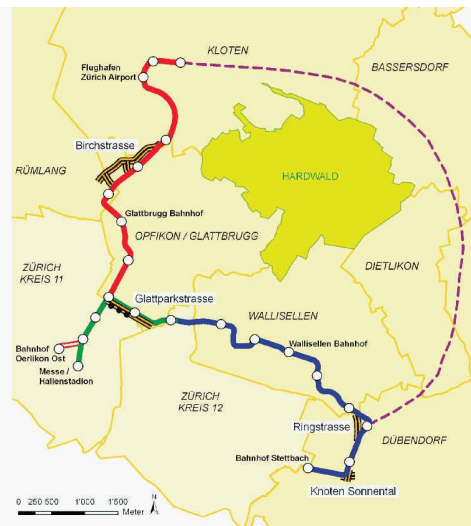 KLOTEN
Flughafen
Zürich Airport
BASSERSDORF
Birchstrasse
RÜMLANG
HARDWALD
Glattbrugg Bahnhof
OPFIKON / GLATTBRUGG
ZÜRICH
KREIS 11
DIETLIKON
Glattparkstrasse
WALLISELLEN
Bahnhof
Oerlikon Ost
Wallisellen Bahnhof
Messe /
Hallenstadion
ZÜRICH
KREIS 12
Ringstrasse
DÜBENDORF
Bahnhof Stettbach
Knoten Sonnental
0 250 500 1'000 1'500
Meter
N